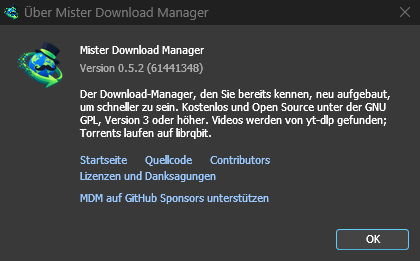 Über Mister Download Manager
Mister Download Manager
Version 0.5.2 (61441348)
Der Download-Manager, den Sie bereits kennen, neu aufgebaut,
um schneller zu sein. Kostenlos und Open Source unter der GNU
GPL, Version 3 oder höher. Videos werden von yt-dlp gefunden;
Torrents laufen auf librqbit.
Startseite Quellcode Contributors
Lizenzen und Danksagungen
MDM auf GitHub Sponsors unterstützen
OK